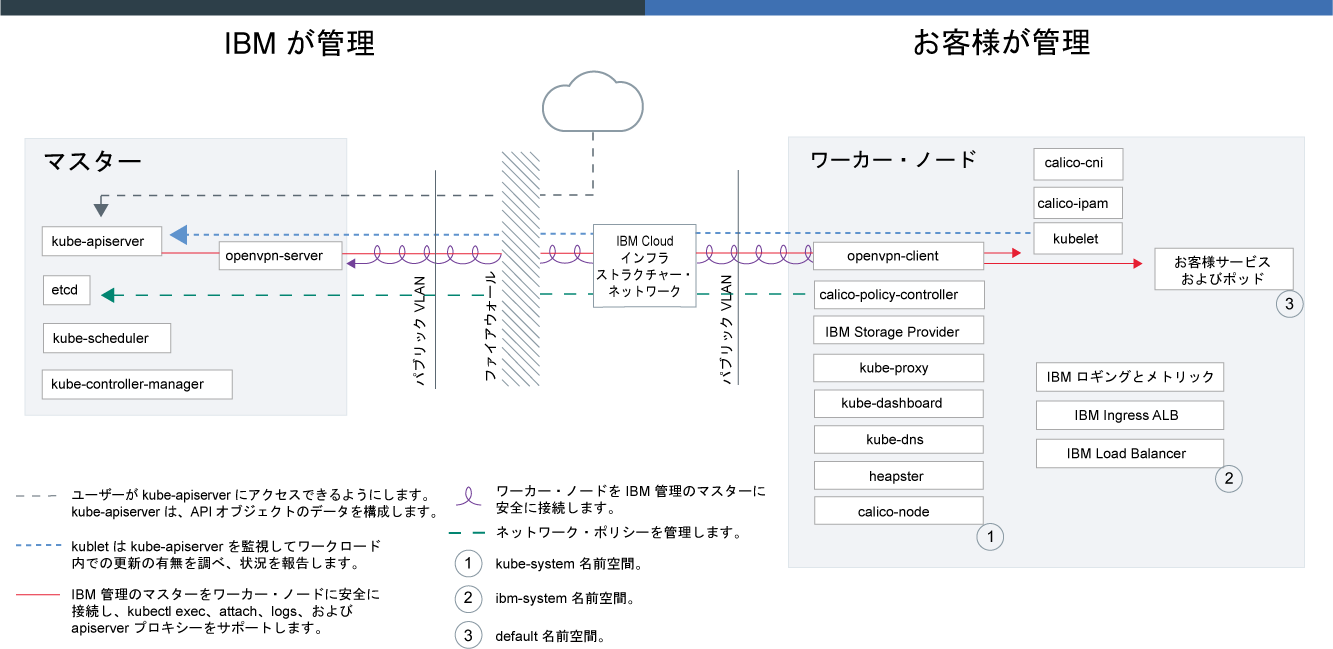 IBM が管理
お客様が管理
マスター
kube-apiserver
openvpn-server
etcd
kube-scheduler
kube-controller-manager
パブリック VLAN
ファイアウォール
IBM Cloud
インフラ
ストラクチャー・
ネットワーク
パブリック VLAN
ワーカー・ノード
calico-cni
calico-ipam
kubelet
openvpn-client
お客様サービス
およびポッド
3
calico-policy-controller
IBM Storage Provider
kube-proxy
kube-dashboard
kube-dns
heapster
calico-node
1
IBM ロギングとメトリック
IBM Ingress ALB
IBM Load Balancer
2
ユーザーが kube-apiserver にアクセスできるようにします。
kube-apiserver は、API オブジェクトのデータを構成します。
kublet は kube-apiserver を監視してワークロード
内での更新の有無を調べ、状況を報告します。
IBM 管理のマスターをワーカー・ノードに安全に
接続し、kubectl exec、attach、logs、および
apiserver プロキシーをサポートします。
ワーカー・ノードを IBM 管理のマスターに
安全に接続します。
ネットワーク・ポリシーを管理します。
1 kube-system 名前空間。
2 ibm-system 名前空間。
3 default 名前空間。